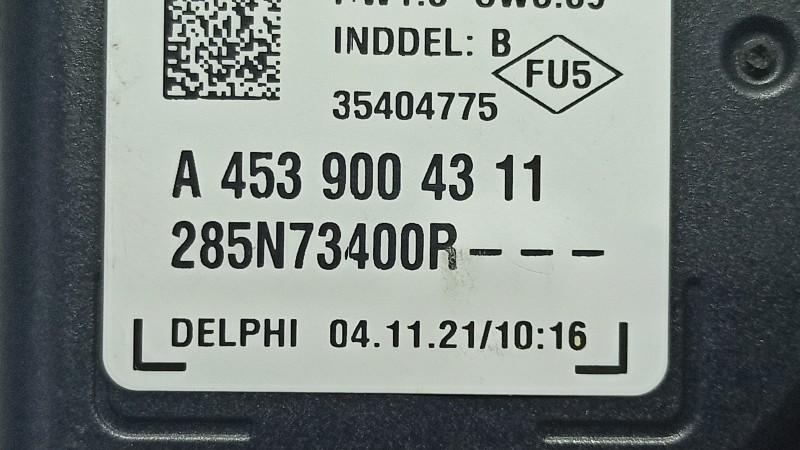 INDDEL: B
FU5
35404775
A 453 900 43 11
285N73400R---
DELPHI 04.11.21/10:16